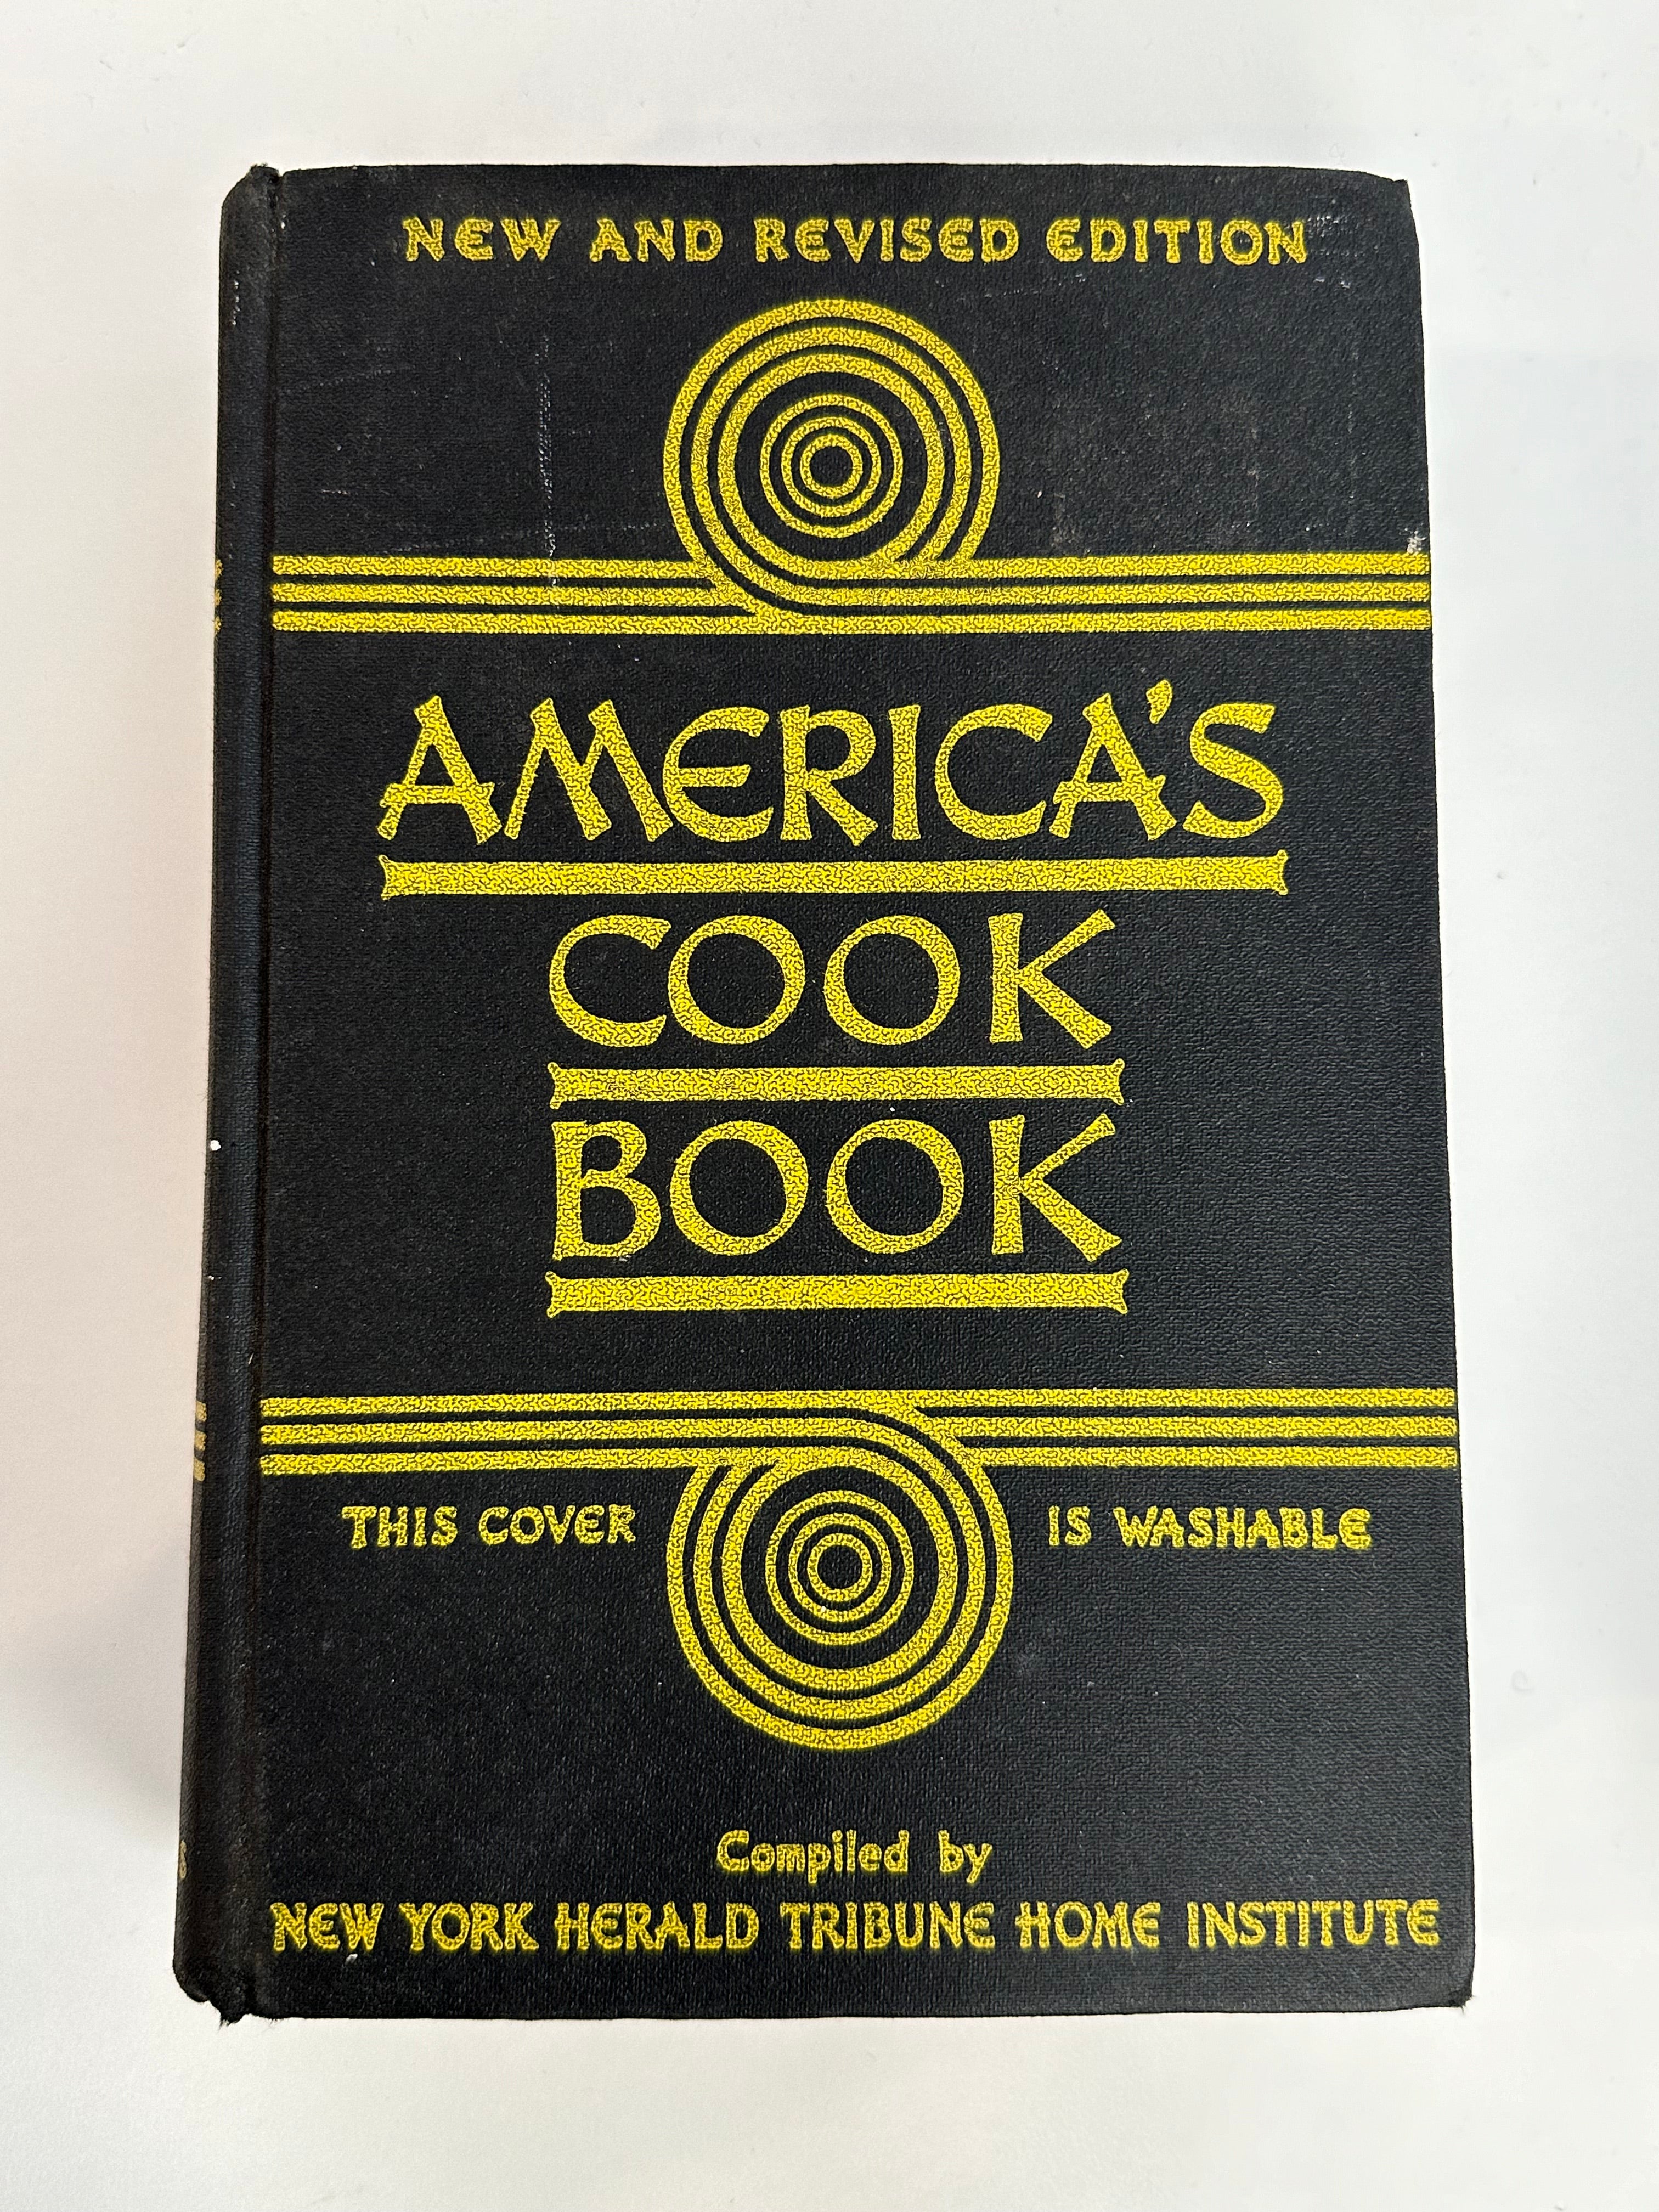 NEW AND REVISED EDITION
AMERICA'S
COOK
BOOK
THIS COVER IS WASHABLE
Compiled by
NEW YORK HERALD TRIBUNE HOME INSTITUTE